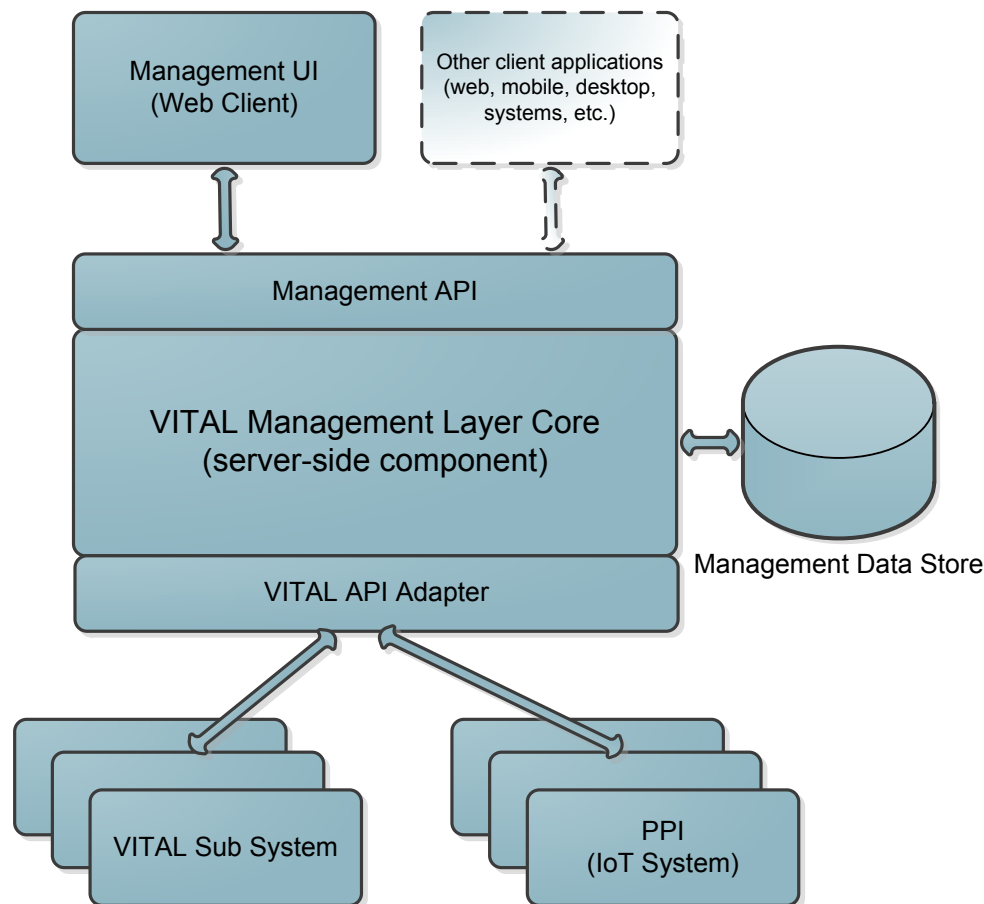 Management UI
(Web Client)
Other client applications
(web, mobile, desktop,
systems, etc.)
Management API
VITAL Management Layer Core
(server-side component)
Management Data Store
VITAL API Adapter
VITAL Sub System
PPI
(IoT System)